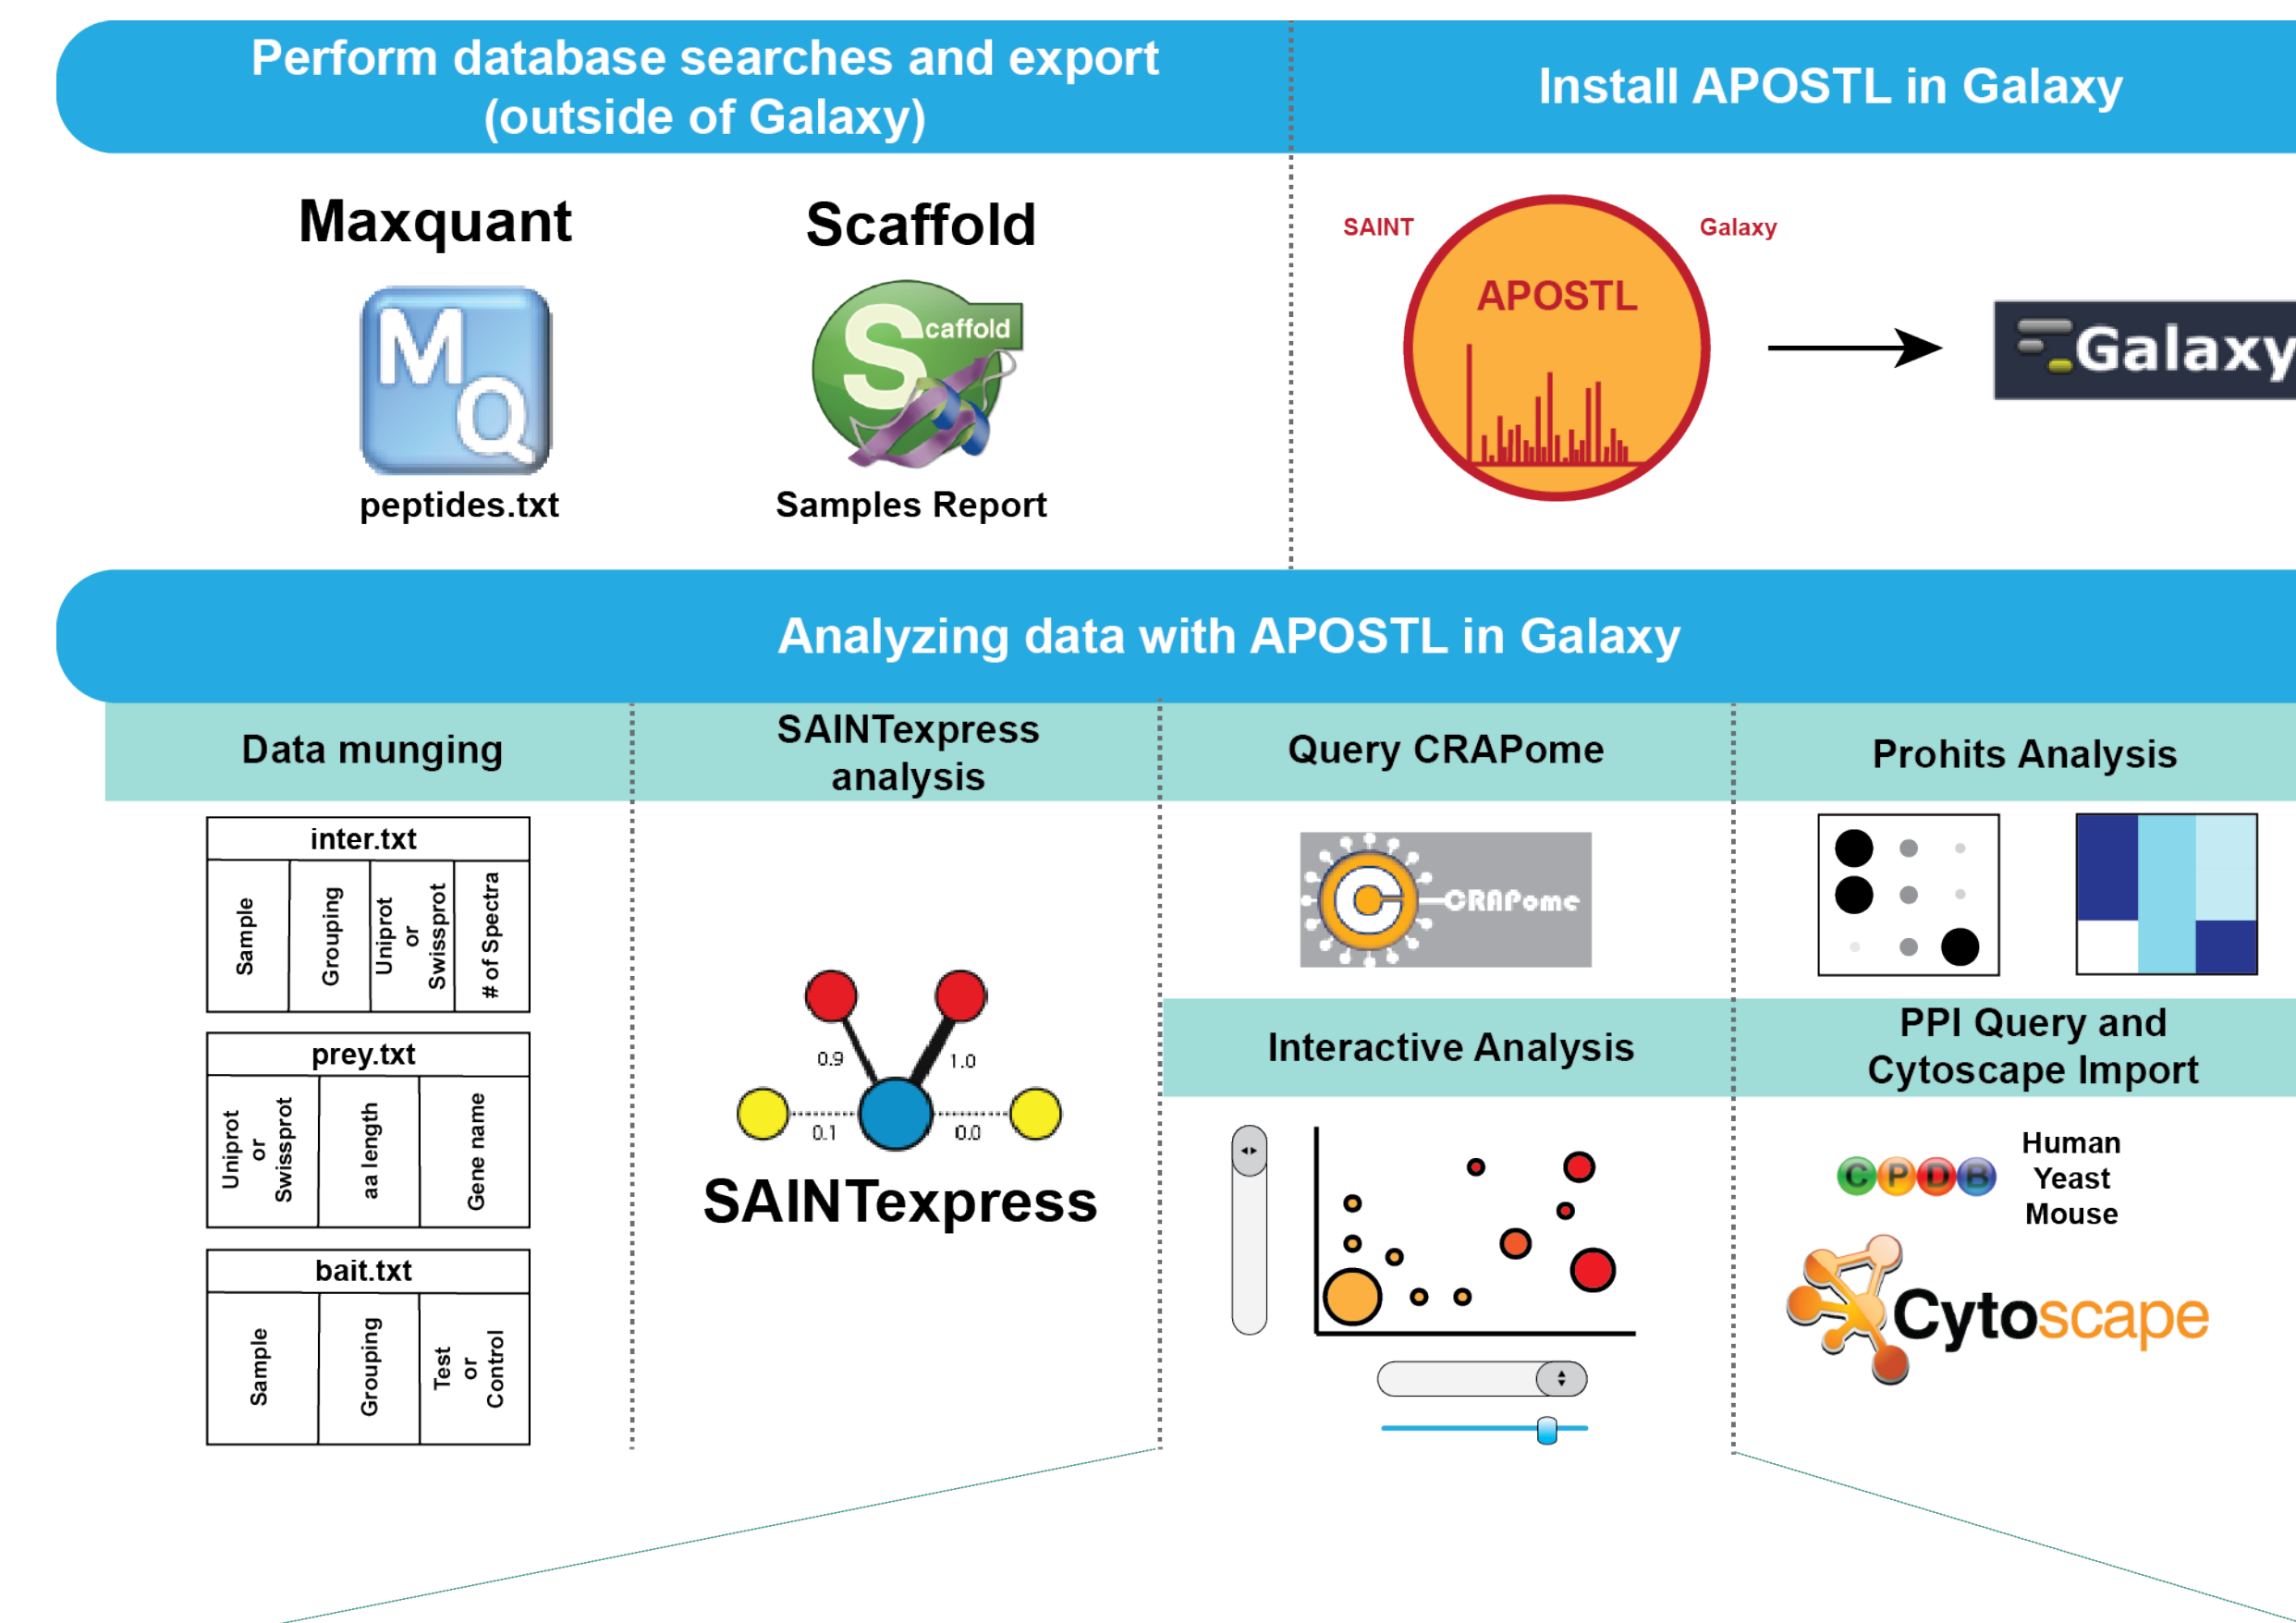 Perform database searches and export
(outside of Galaxy)
Install APOSTL in Galaxy
Maxquant
Scaffold
MQ
Scaffold
peptides.txt
Samples Report
SAINT
Galaxy
APOSTL
Galaxy
Analyzing data with APOSTL in Galaxy
Data munging
SAINTexpress
analysis
Query CRAPome
Prohits Analysis
inter.txt
Sample
Grouping
Uniprot
or
Swissprot
# of Spectra
prey.txt
Uniprot
or
Swissprot
aa length
Gene name
bait.txt
Sample
Grouping
Test
or
Control
0.9
1.0
0.1
0.0
SAINTexpress
C
CRAPome
Interactive Analysis
PPI Query and
Cytoscape Import
CPDB
Human
Yeast
Mouse
Cytoscape